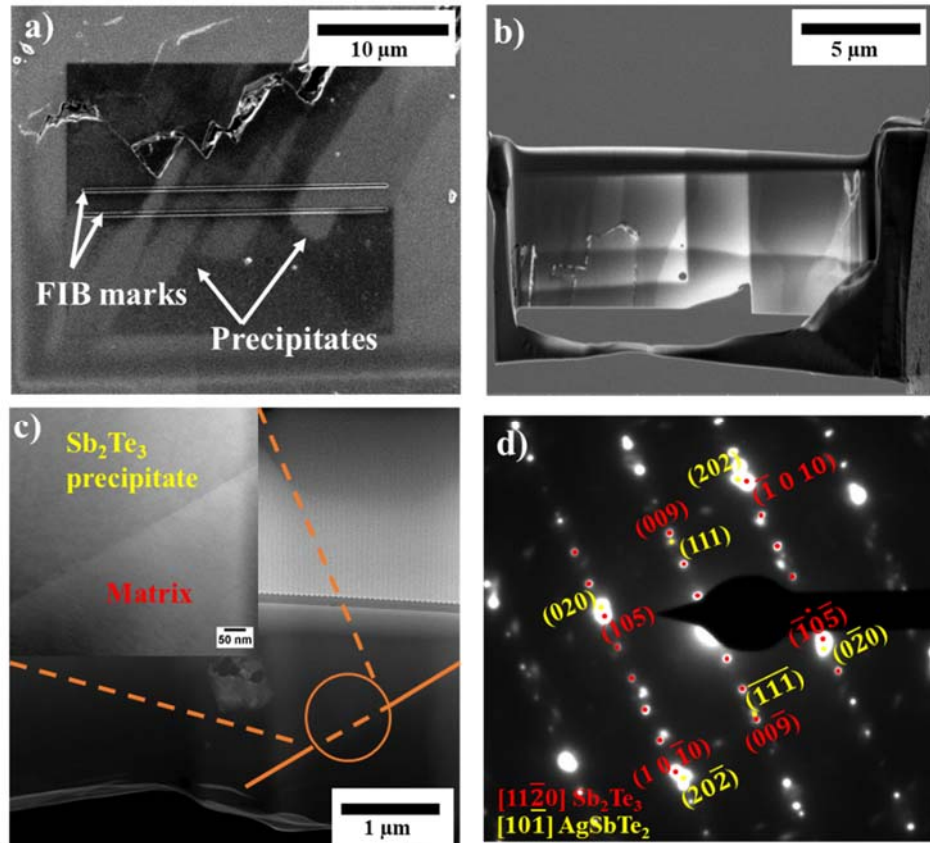 a)
10 µm
FIB marks
Precipitates
b)
5 µm
c)
Sb₂Te₃
precipitate
Matrix
50 nm
1 µm
d)
(202)
(1̄ 0 10)
(009)
(111)
(020)
(105)
(1̄05̄)
(02̄0)
(1̄1̄1̄)
(009̄)
(1 0 1̄0)
(202̄)
[112̄0] Sb₂Te₃
[101̄] AgSbTe₂